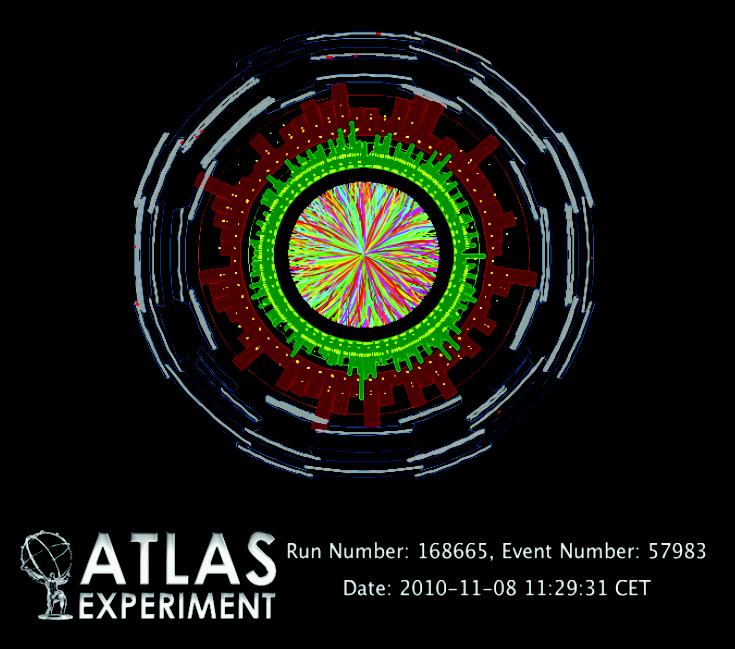 ATLAS
EXPERIMENT
Run Number: 168665, Event Number: 57983
Date: 2010-11-08 11:29:31 CET